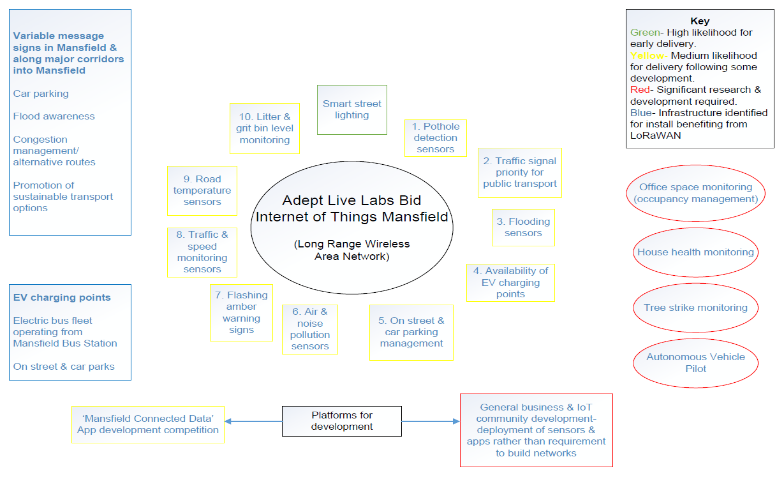 Variable message
signs in Mansfield &
along major corridors
into Mansfield
Car parking
Flood awareness
Congestion
management/
alternative routes
Promotion of
sustainable transport
options
EV charging points
Electric bus fleet
operating from
Mansfield Bus Station
On street & car parks
Smart street
lighting
1. Pothole
detection
sensors
2. Traffic signal
priority for
public transport
3. Flooding
sensors
4. Availability of
EV charging
points
5. On street &
car parking
management
6. Air &
noise
pollution
sensors
7. Flashing
amber
warning
signs
8. Traffic &
speed
monitoring
sensors
9. Road
temperature
sensors
10. Litter &
grit bin level
monitoring
Adept Live Labs Bid
Internet of Things Mansfield
(Long Range Wireless
Area Network)
Key
Green- High likelihood for
early delivery.
Yellow- Medium likelihood
for delivery following some
development.
Red- Significant research &
development required.
Blue- Infrastructure identified
for install benefiting from
LoRaWAN
Office space monitoring
(occupancy management)
House health monitoring
Tree strike monitoring
Autonomous Vehicle
Pilot
‘Mansfield Connected Data’
App development competition
Platforms for
development
General business & IoT
community development-
deployment of sensors &
apps rather than requirement
to build networks